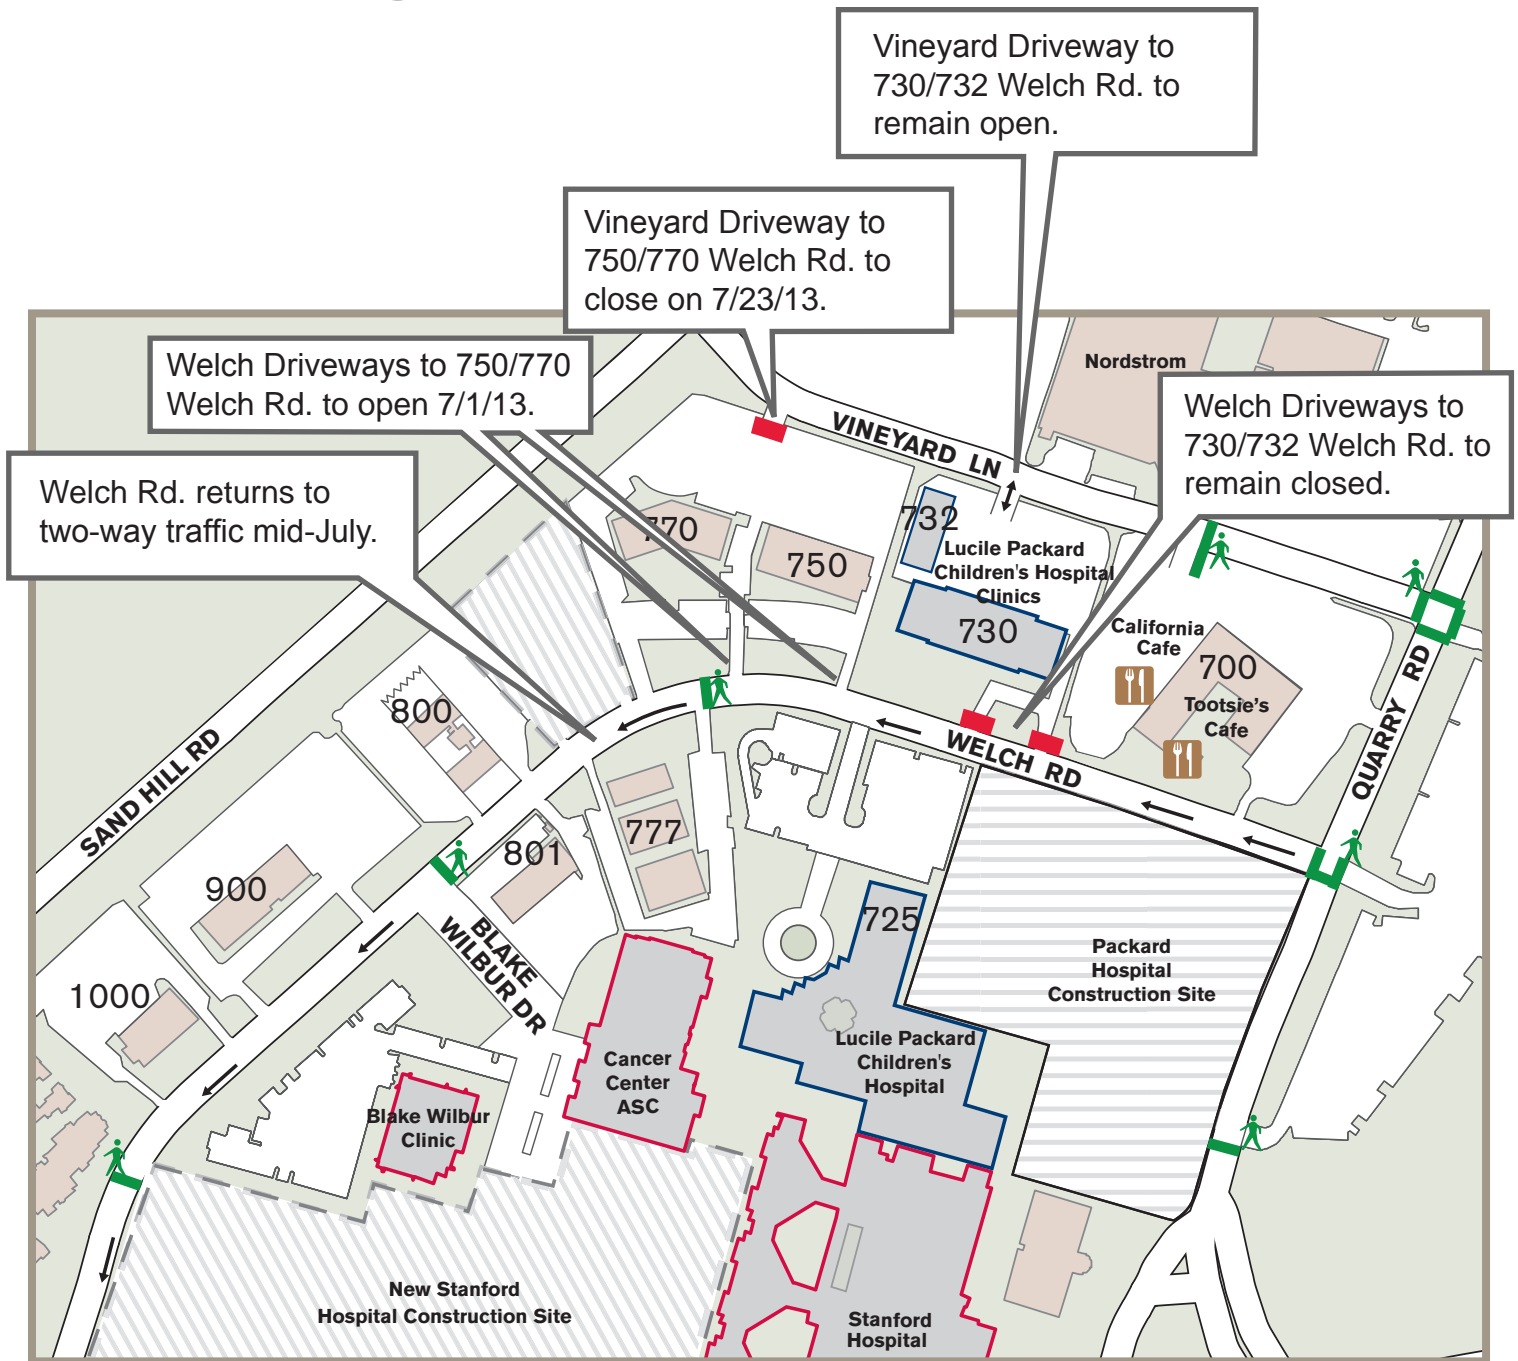 Vineyard Driveway to
730/732 Welch Rd. to
remain open.
Vineyard Driveway to
750/770 Welch Rd. to
close on 7/23/13.
Welch Driveways to 750/770
Welch Rd. to open 7/1/13.
Nordstrom
Welch Driveways to
730/732 Welch Rd. to
remain closed.
Welch Rd. returns to
two-way traffic mid-July.
VINEYARD LN
770
750
732
Lucile Packard
Children's Hospital
Clinics
730
California
Cafe
700
Tootsie's
Cafe
QUARRY RD
800
WELCH RD
SAND HILL RD
777
801
900
725
BLAKE
WILBUR DR
Packard
Hospital
Construction Site
1000
Lucile Packard
Children's
Hospital
Cancer
Center
ASC
Blake Wilbur
Clinic
New Stanford
Hospital Construction Site
Stanford
Hospital